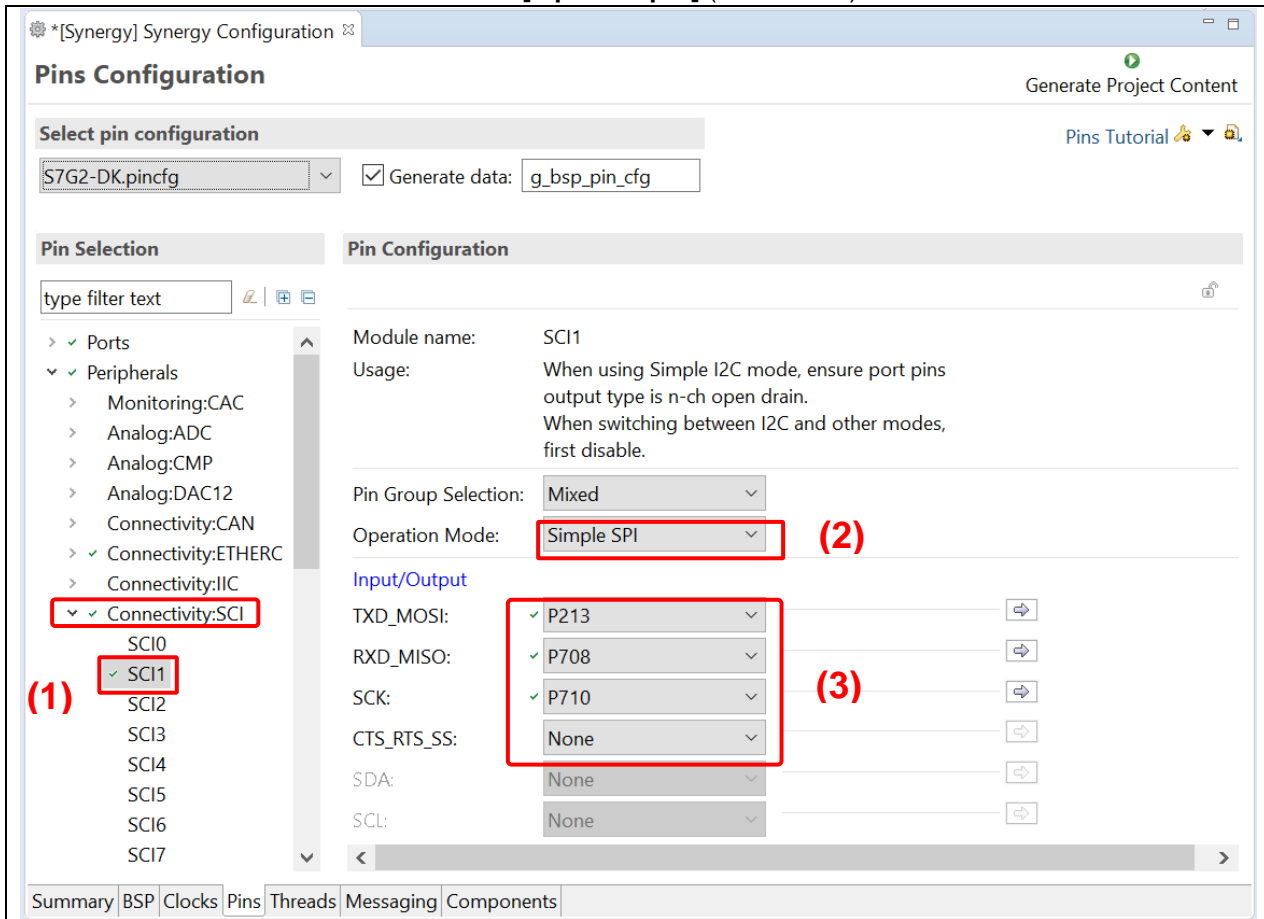 *[Synergy] Synergy Configuration
Pins Configuration
Generate Project Content
Select pin configuration
Pins Tutorial
S7G2-DK.pincfg
Generate data: g_bsp_pin_cfg
Pin Selection
Pin Configuration
type filter text
Ports
Peripherals
Monitoring:CAC
Analog:ADC
Analog:CMP
Analog:DAC12
Connectivity:CAN
Connectivity:ETHERC
Connectivity:IIC
Connectivity:SCI
SCI0
SCI1
(1)
SCI2
SCI3
SCI4
SCI5
SCI6
SCI7
Module name: SCI1
Usage: When using Simple I2C mode, ensure port pins
output type is n-ch open drain.
When switching between I2C and other modes,
first disable.
Pin Group Selection: Mixed
Operation Mode: Simple SPI (2)
Input/Output
TXD_MOSI: P213
RXD_MISO: P708
SCK: P710 (3)
CTS_RTS_SS: None
SDA: None
SCL: None
Summary BSP Clocks Pins Threads Messaging Components